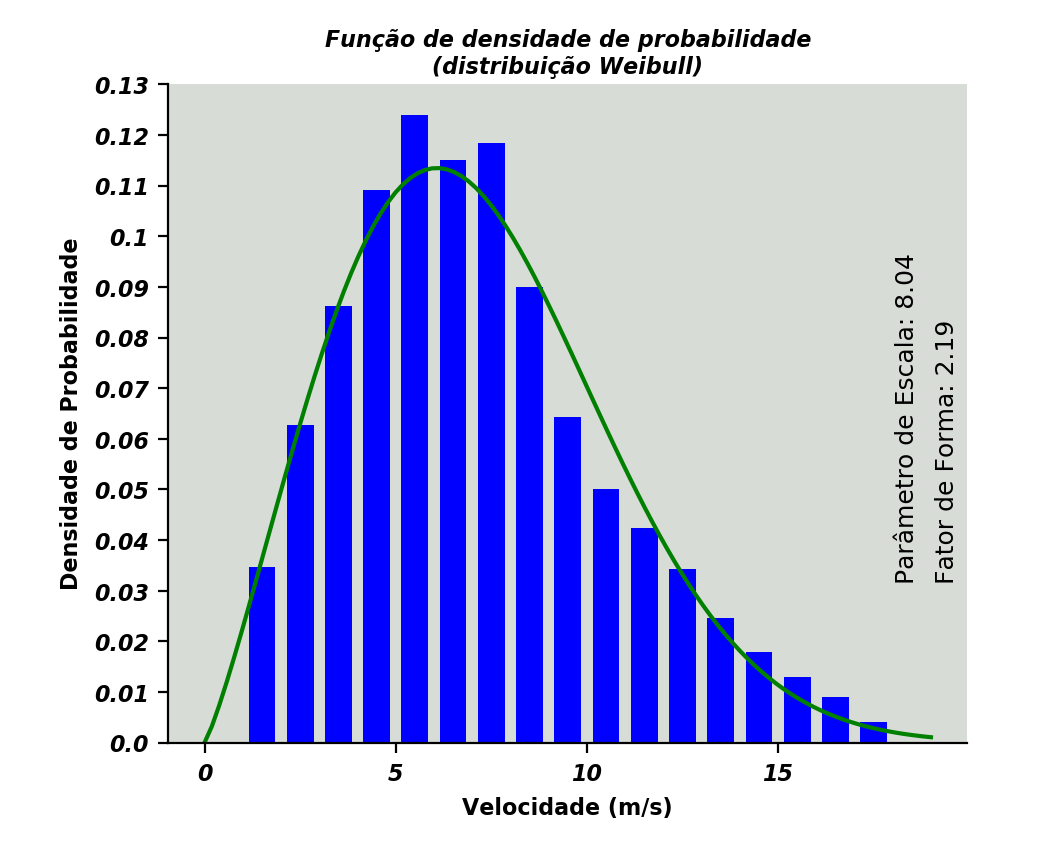 Função de densidade de probabilidade
(distribuição Weibull)
Densidade de Probabilidade
0.13
0.12
0.11
0.1
0.09
0.08
0.07
0.06
0.05
0.04
0.03
0.02
0.01
0.0
Parâmetro de Escala: 8.04
Fator de Forma: 2.19
0 5 10 15
Velocidade (m/s)